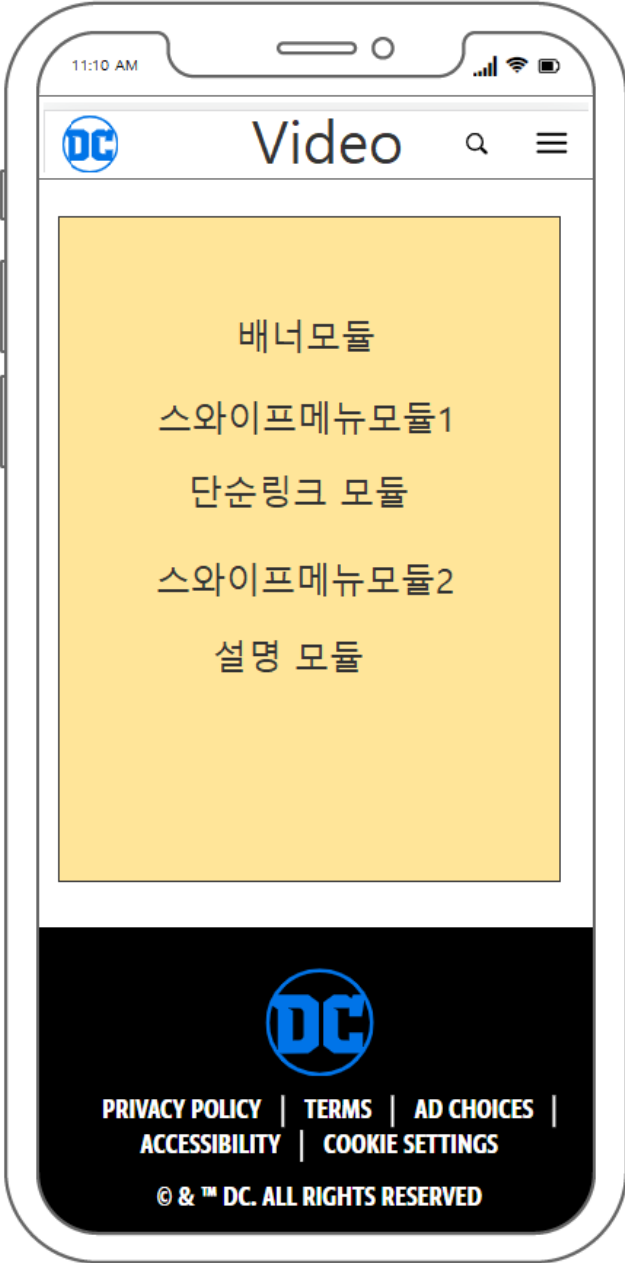 11:10 AM
DC Video
배너모듈
스와이프메뉴모듈1
단순링크 모듈
스와이프메뉴모듈2
설명 모듈
DC
PRIVACY POLICY | TERMS | AD CHOICES |
ACCESSIBILITY | COOKIE SETTINGS
© & ™ DC. ALL RIGHTS RESERVED